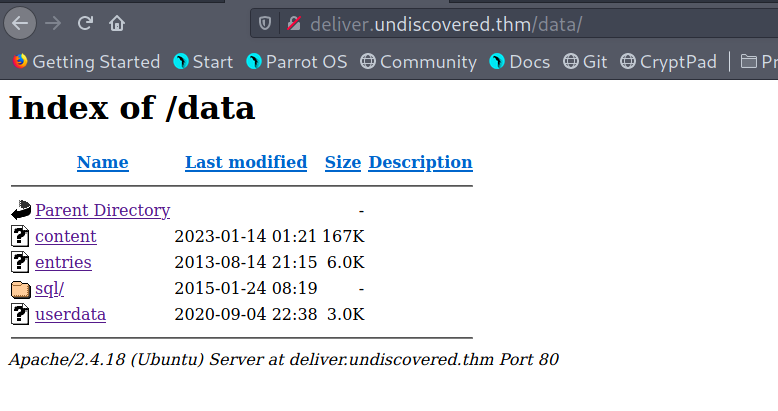 deliver.undiscovered.thm/data/
Getting Started Start Parrot OS Community Docs Git CryptPad
Index of /data
Name Last modified Size Description
Parent Directory -
content 2023-01-14 01:21 167K
entries 2013-08-14 21:15 6.0K
sql/ 2015-01-24 08:19 -
userdata 2020-09-04 22:38 3.0K
Apache/2.4.18 (Ubuntu) Server at deliver.undiscovered.thm Port 80